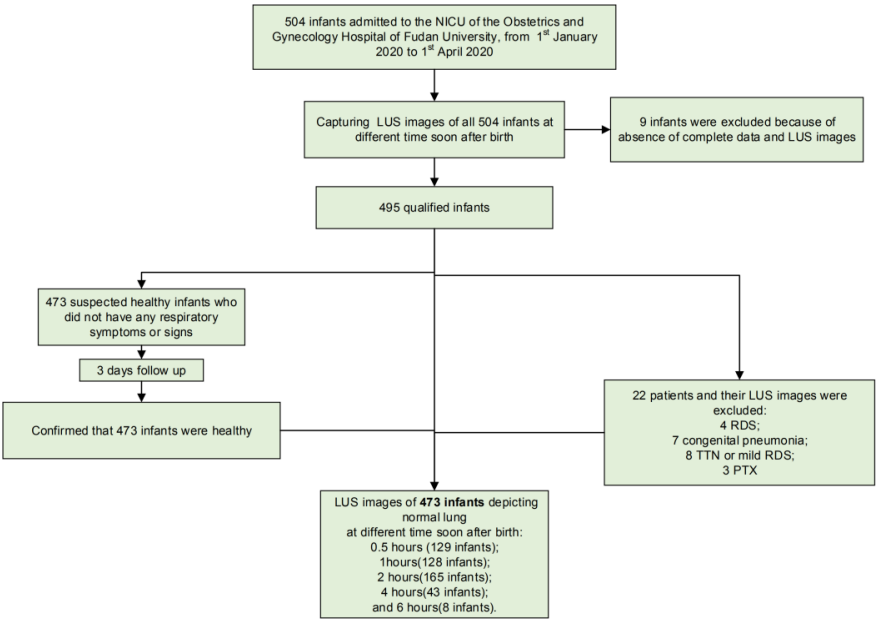 504 infants admitted to the NICU of the Obstetrics and
Gynecology Hospital of Fudan University, from 1st January
2020 to 1st April 2020
Capturing LUS images of all 504 infants at
different time soon after birth
9 infants were excluded because of
absence of complete data and LUS images
495 qualified infants
473 suspected healthy infants who
did not have any respiratory
symptoms or signs
3 days follow up
Confirmed that 473 infants were healthy
22 patients and their LUS images were
excluded:
4 RDS;
7 congenital pneumonia;
8 TTN or mild RDS;
3 PTX
LUS images of 473 infants depicting
normal lung
at different time soon after birth:
0.5 hours (129 infants);
1hours(128 infants);
2 hours(165 infants);
4 hours(43 infants);
and 6 hours(8 infants).